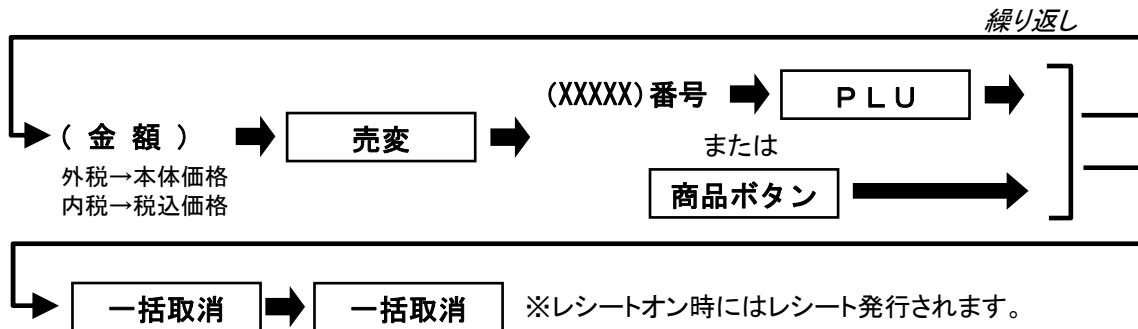 繰り返し
(XXXXX)番号 ＰＬＵ
( 金 額 ) 売変
または
外税→本体価格
内税→税込価格
商品ボタン
一括取消 一括取消 ※レシートオン時にはレシート発行されます。